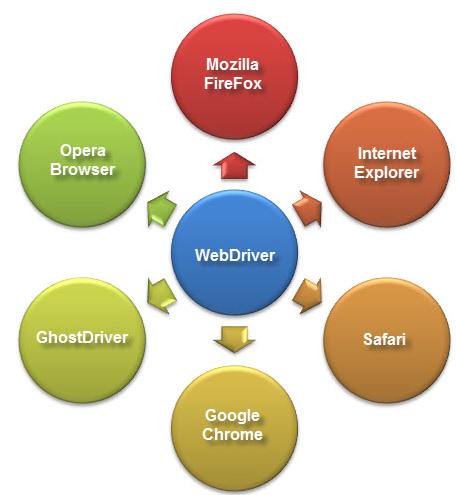 Mozilla
FireFox
Opera
Browser
Internet
Explorer
WebDriver
GhostDriver
Safari
Google
Chrome